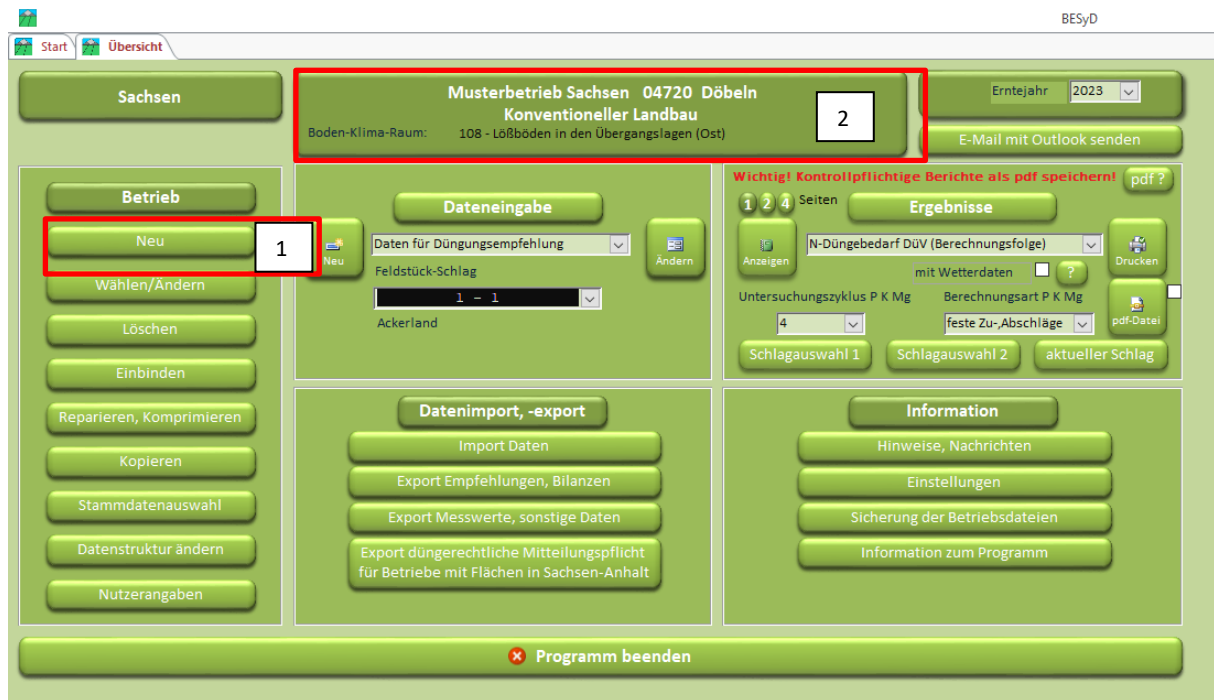 BESyD
Start
Übersicht
Sachsen
Musterbetrieb Sachsen 04720 Döbeln
Konventioneller Landbau
Boden-Klima-Raum: 108 - Lößböden in den Übergangslagen (Ost)
2
Erntejahr 2023
E-Mail mit Outlook senden
Betrieb
Neu
1
Wählen/Ändern
Löschen
Einbinden
Reparieren, Komprimieren
Kopieren
Stammdatenauswahl
Datenstruktur ändern
Nutzerangaben
Dateneingabe
Neu
Daten für Düngungsempfehlung
Ändern
Feldstück-Schlag
1 - 1
Ackerland
Wichtig! Kontrollpflichtige Berichte als pdf speichern!
pdf ?
1 2 4 Seiten
Ergebnisse
Anzeigen
N-Düngebedarf DüV (Berechnungsfolge)
Drucken
mit Wetterdaten
?
Untersuchungszyklus P K Mg
Berechnungsart P K Mg
4
feste Zu-,Abschläge
pdf-Datei
Schlagauswahl 1
Schlagauswahl 2
aktueller Schlag
Datenimport, -export
Import Daten
Export Empfehlungen, Bilanzen
Export Messwerte, sonstige Daten
Export düngerechtliche Mitteilungspflicht
für Betriebe mit Flächen in Sachsen-Anhalt
Information
Hinweise, Nachrichten
Einstellungen
Sicherung der Betriebsdateien
Information zum Programm
Programm beenden